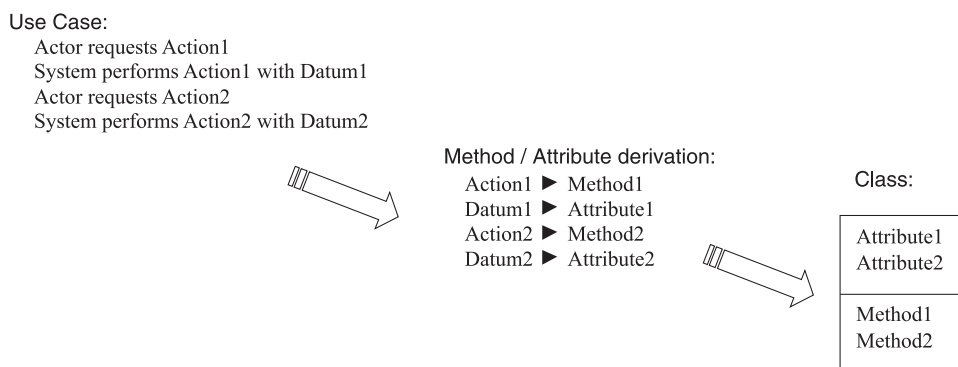 Use Case:
Actor requests Action1
System performs Action1 with Datum1
Actor requests Action2
System performs Action2 with Datum2
Method / Attribute derivation:
Action1 ► Method1
Datum1 ► Attribute1
Action2 ► Method2
Datum2 ► Attribute2
Class:
Attribute1
Attribute2
Method1
Method2